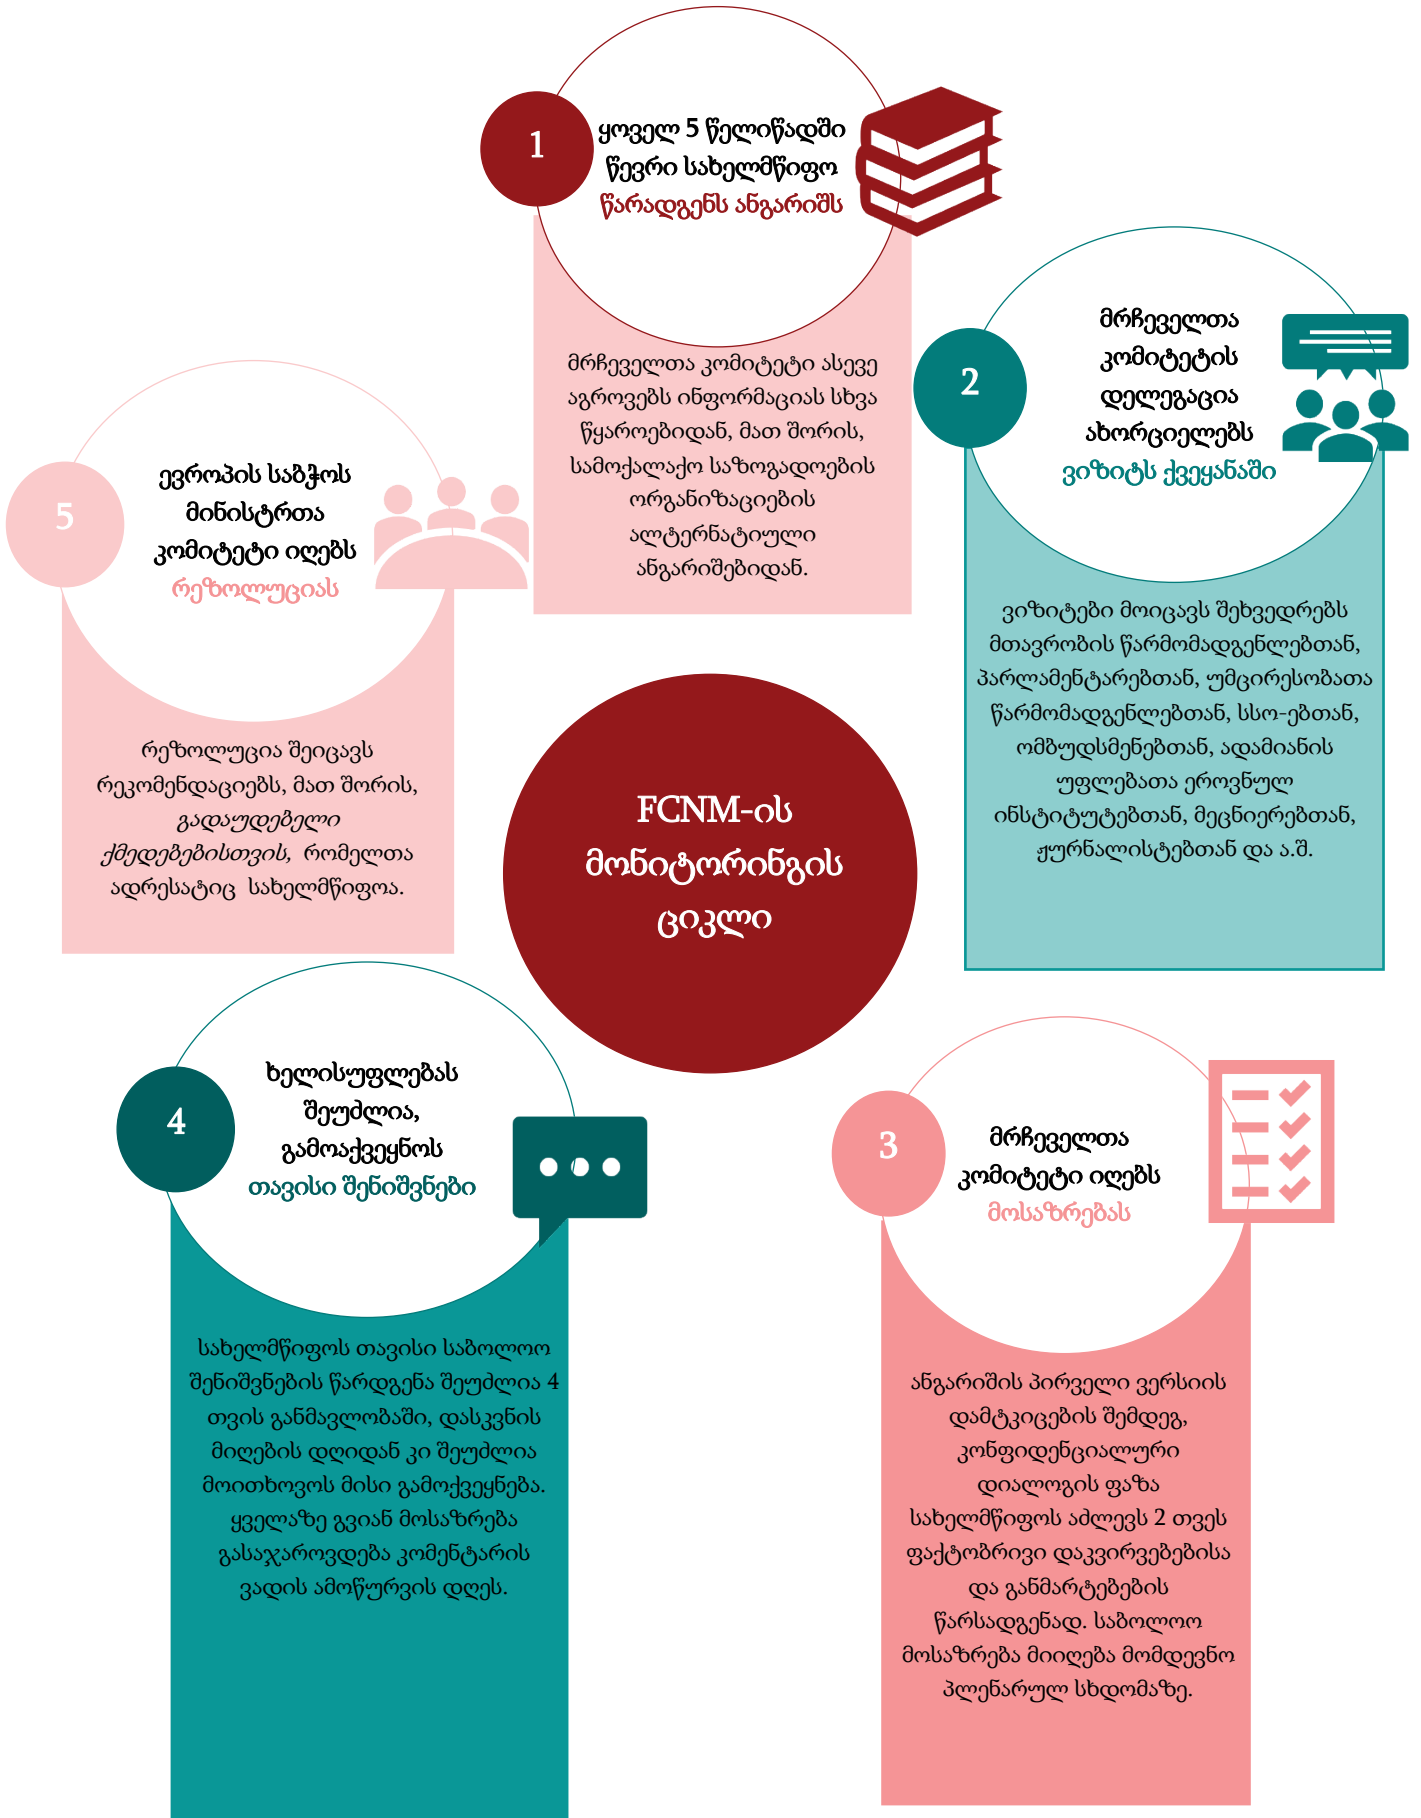 1
ყოველ 5 წელიწადში
წევრი სახელმწიფო
წარადგენს ანგარიშს
მრჩეველთა კომიტეტი ასევე
აგროვებს ინფორმაციას სხვა
წყაროებიდან, მათ შორის,
სამოქალაქო საზოგადოების
ორგანიზაციების
ალტერნატიული
ანგარიშებიდან.
2
მრჩეველთა
კომიტეტის
დელეგაცია
ახორციელებს
ვიზიტს ქვეყანაში
ვიზიტები მოიცავს შეხვედრებს
მთავრობის წარმომადგენლებთან,
პარლამენტარებთან, უმცირესობათა
წარმომადგენლებთან, სსო-ებთან,
ომბუდსმენებთან, ადამიანის
უფლებათა ეროვნულ
ინსტიტუტებთან, მეცნიერებთან,
ჟურნალისტებთან და ა.შ.
FCNM-ის
მონიტორინგის
ციკლი
3
მრჩეველთა
კომიტეტი იღებს
მოსაზრებას
ანგარიშის პირველი ვერსიის
დამტკიცების შემდეგ,
კონფიდენციალური
დიალოგის ფაზა
სახელმწიფოს აძლევს 2 თვეს
ფაქტობრივი დაკვირვებებისა
და განმარტებების
წარსადგენად. საბოლოო
მოსაზრება მიიღება მომდევნო
პლენარულ სხდომაზე.
4
ხელისუფლებას
შეუძლია,
გამოაქვეყნოს
თავისი შენიშვნები
სახელმწიფოს თავისი საბოლოო
შენიშვნების წარდგენა შეუძლია 4
თვის განმავლობაში, დასკვნის
მიღების დღიდან კი შეუძლია
მოითხოვოს მისი გამოქვეყნება.
ყველაზე გვიან მოსაზრება
გასაჯაროვდება კომენტარის
ვადის ამოწურვის დღეს.
5
ევროპის საბჭოს
მინისტრთა
კომიტეტი იღებს
რეზოლუციას
რეზოლუცია შეიცავს
რეკომენდაციებს, მათ შორის,
გადაუდებელი
ქმედებებისთვის, რომელთა
ადრესატიც სახელმწიფოა.